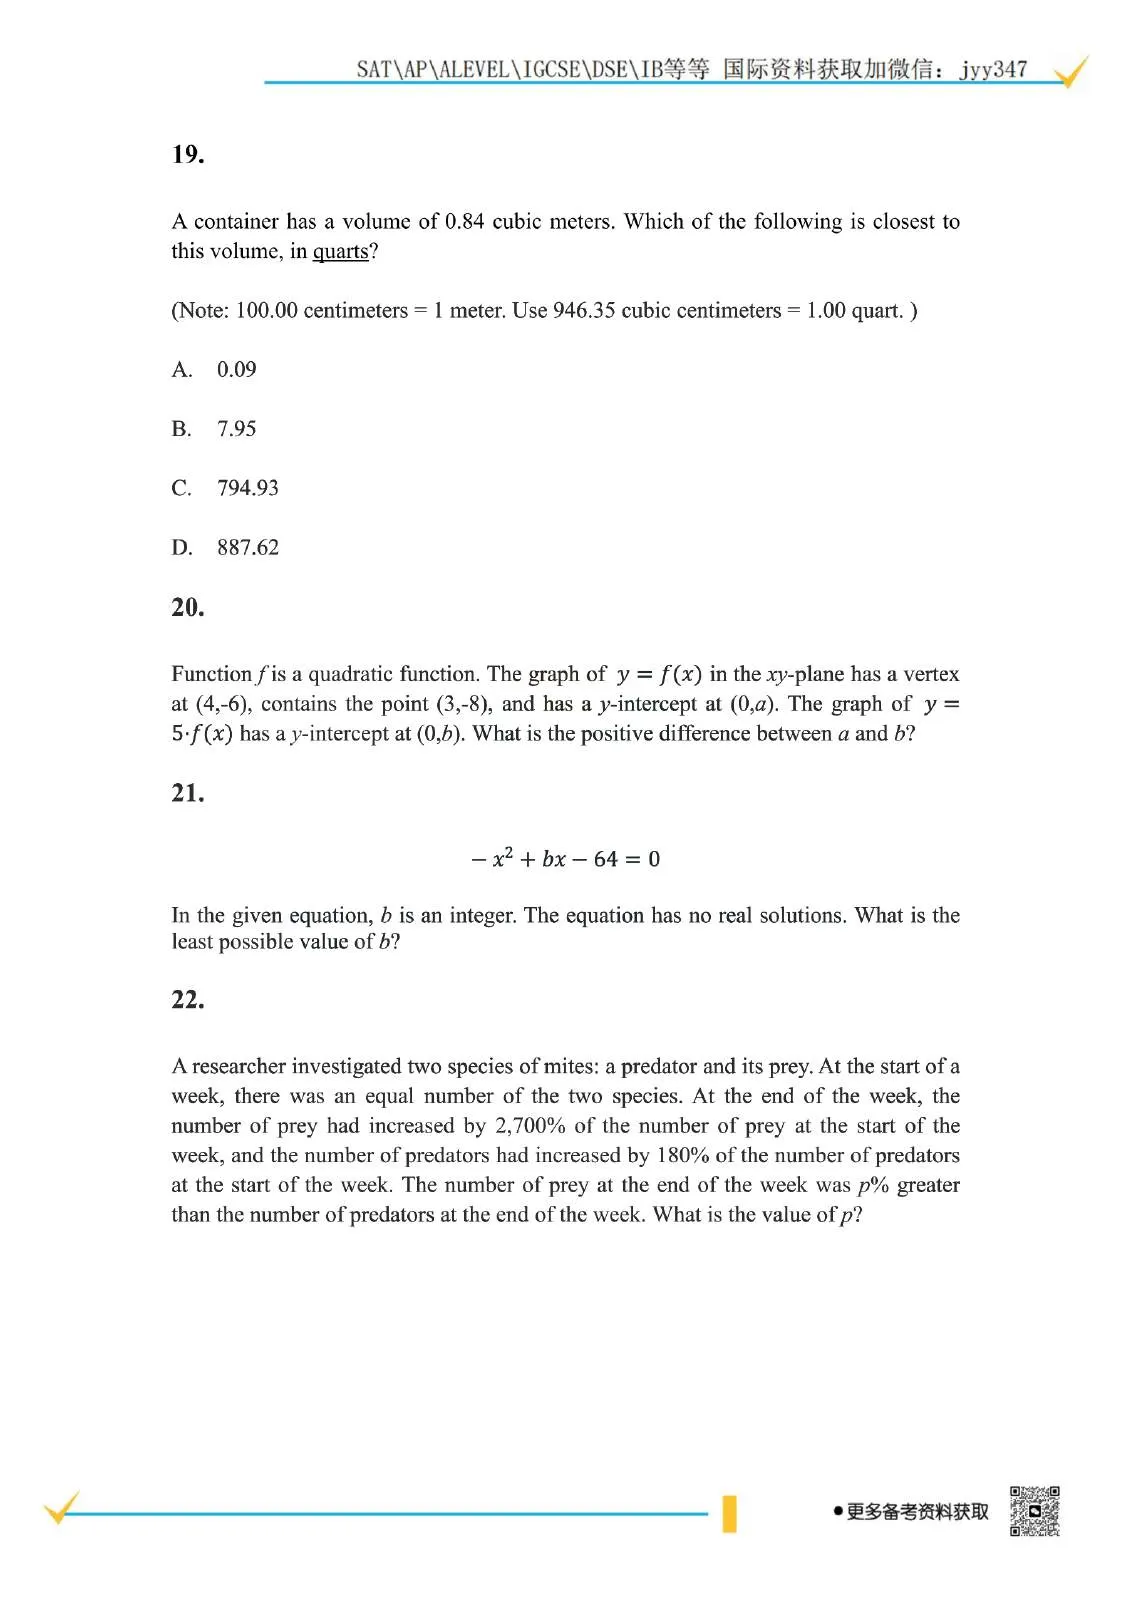 SAT\AP\ALEVEL\IGCSE\DSE\IB等等 国际资料获取加微信：jyy347
19.
A container has a volume of 0.84 cubic meters. Which of the following is closest to
this volume, in quarts?
(Note: 100.00 centimeters = 1 meter. Use 946.35 cubic centimeters = 1.00 quart. )
A. 0.09
B. 7.95
C. 794.93
D. 887.62
20.
Function f is a quadratic function. The graph of y = f(x) in the xy-plane has a vertex
at (4,-6), contains the point (3,-8), and has a y-intercept at (0,a). The graph of y =
5·f(x) has a y-intercept at (0,b). What is the positive difference between a and b?
21.
− x² + bx − 64 = 0
In the given equation, b is an integer. The equation has no real solutions. What is the
least possible value of b?
22.
A researcher investigated two species of mites: a predator and its prey. At the start of a
week, there was an equal number of the two species. At the end of the week, the
number of prey had increased by 2,700% of the number of prey at the start of the
week, and the number of predators had increased by 180% of the number of predators
at the start of the week. The number of prey at the end of the week was p% greater
than the number of predators at the end of the week. What is the value of p?
●更多备考资料获取